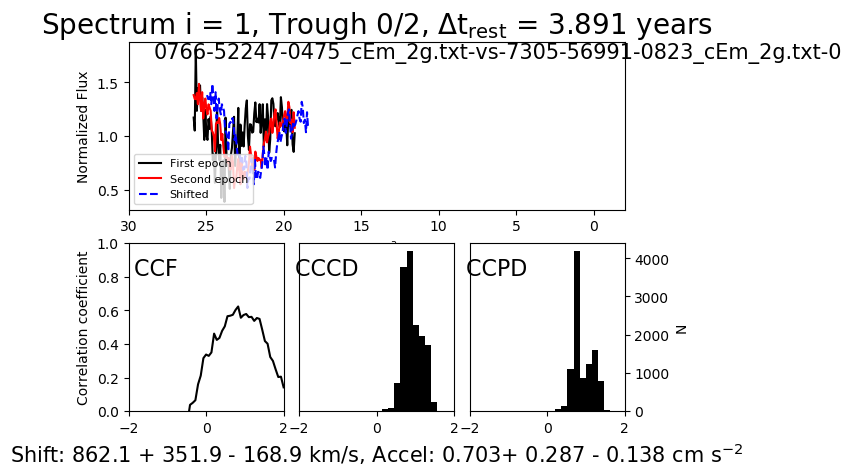 Spectrum i = 1, Trough 0/2, Δt_rest = 3.891 years
0766-52247-0475_cEm_2g.txt-vs-7305-56991-0823_cEm_2g.txt-0
Normalized Flux
1.5
1.0
0.5
First epoch
Second epoch
Shifted
30 25 20 15 10 5 0
Correlation coefficient
1.0
0.8
0.6
0.4
0.2
0.0
CCF
CCCD
CCPD
4000
3000
2000
1000
0
N
−2 0 2
−2 0 2
−2 0 2
Shift: 862.1 + 351.9 - 168.9 km/s, Accel: 0.703+ 0.287 - 0.138 cm s⁻²